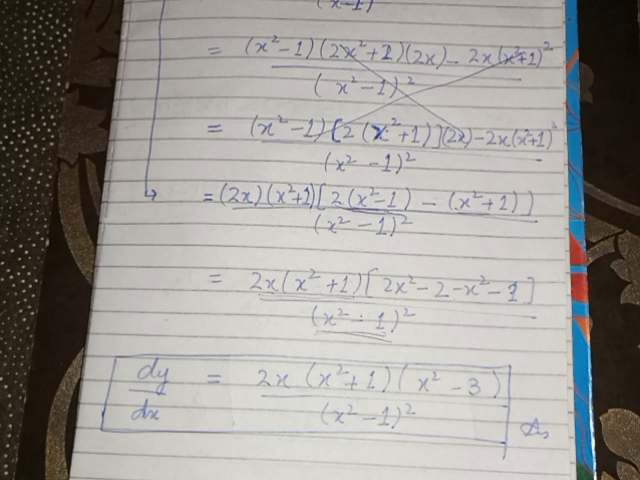 (x-1)
= (x²-1)(2x²+2)(2x) - 2x(x²+1)²
(x²-1)²
= (x²-1)[2(x²+1)](2x) - 2x(x²+1)²
(x²-1)²
= (2x)(x²+1)[2(x²-1) - (x²+1)]
(x²-1)²
= 2x(x²+1)[2x²-2-x²-1]
(x²-1)²
dy/dx = 2x(x²+1)(x²-3)
(x²-1)²